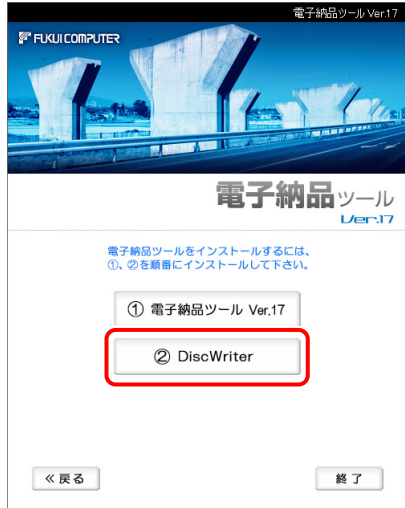 電子納品ツール Ver.17
FUKUI COMPUTER
電子納品ツール
Ver.17
電子納品ツールをインストールするには、
①、②を順番にインストールして下さい。
① 電子納品ツール Ver.17
② DiscWriter
≪戻る
終了